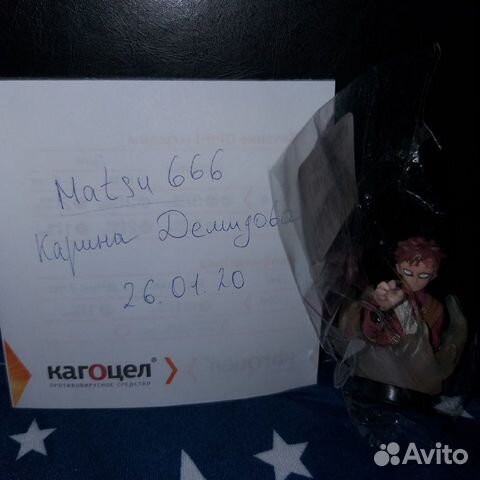 Matsu 666
Карина Демидова
26.01.20
кагоцел®
ПРОТИВОВИРУСНОЕ СРЕДСТВО
Avito